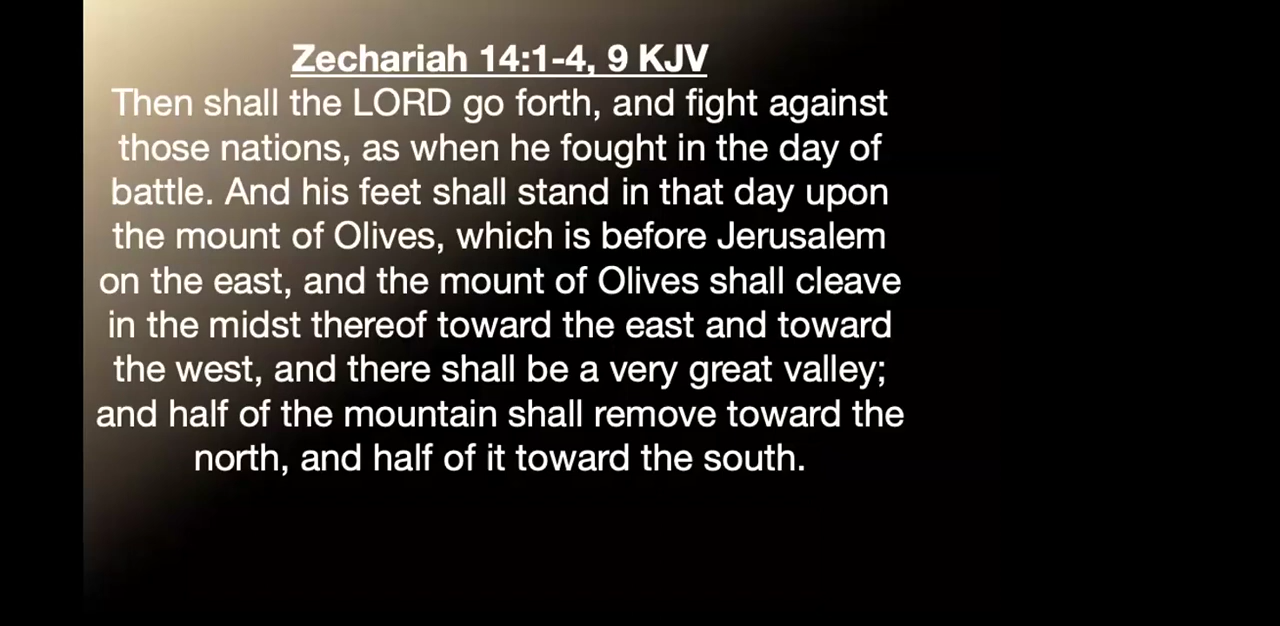 Zechariah 14:1-4, 9 KJV
Then shall the LORD go forth, and fight against
those nations, as when he fought in the day of
battle. And his feet shall stand in that day upon
the mount of Olives, which is before Jerusalem
on the east, and the mount of Olives shall cleave
in the midst thereof toward the east and toward
the west, and there shall be a very great valley;
and half of the mountain shall remove toward the
north, and half of it toward the south.